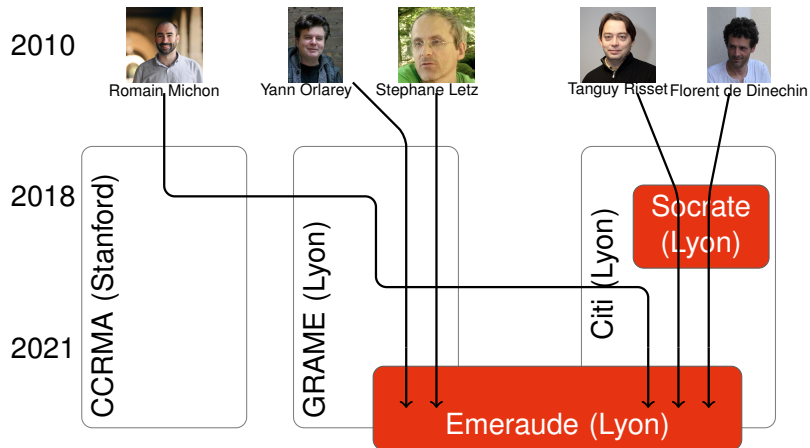 2010
Romain Michon
Yann Orlarey
Stephane Letz
Tanguy Risset
Florent de Dinechin
2018
CCRMA (Stanford)
GRAME (Lyon)
Citi (Lyon)
Socrate
(Lyon)
2021
Emeraude (Lyon)